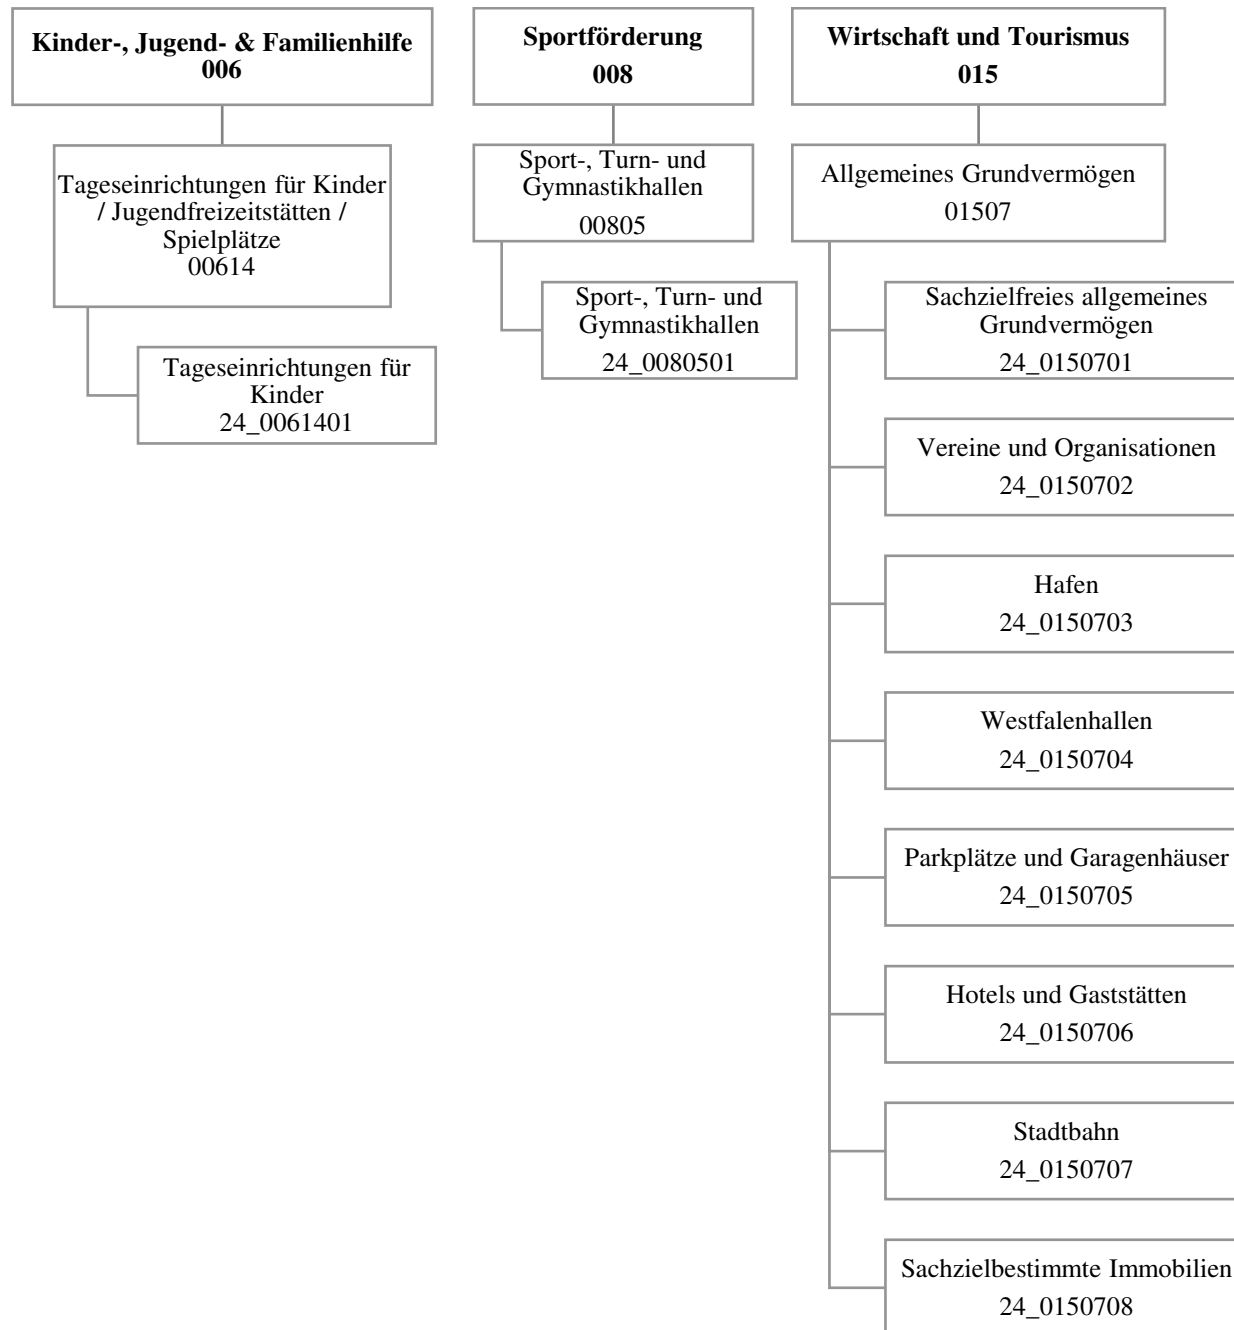 Kinder-, Jugend- & Familienhilfe
006
Tageseinrichtungen für Kinder
/ Jugendfreizeitstätten /
Spielplätze
00614
Tageseinrichtungen für
Kinder
24_0061401
Sportförderung
008
Sport-, Turn- und
Gymnastikhallen
00805
Sport-, Turn- und
Gymnastikhallen
24_0080501
Wirtschaft und Tourismus
015
Allgemeines Grundvermögen
01507
Sachzielfreies allgemeines
Grundvermögen
24_0150701
Vereine und Organisationen
24_0150702
Hafen
24_0150703
Westfalenhallen
24_0150704
Parkplätze und Garagenhäuser
24_0150705
Hotels und Gaststätten
24_0150706
Stadtbahn
24_0150707
Sachzielbestimmte Immobilien
24_0150708